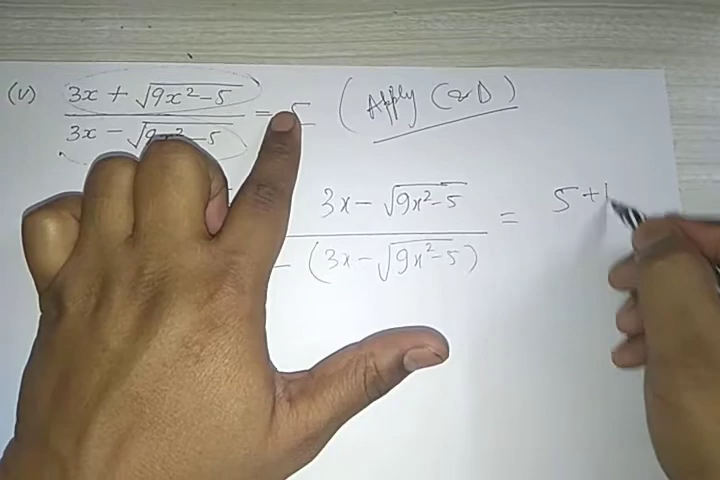 (v) 3x + √9x²-5 = 5 (Apply C & D)
3x - √9x²-5
3x - √9x²-5 = 5+1
- (3x - √9x²-5)